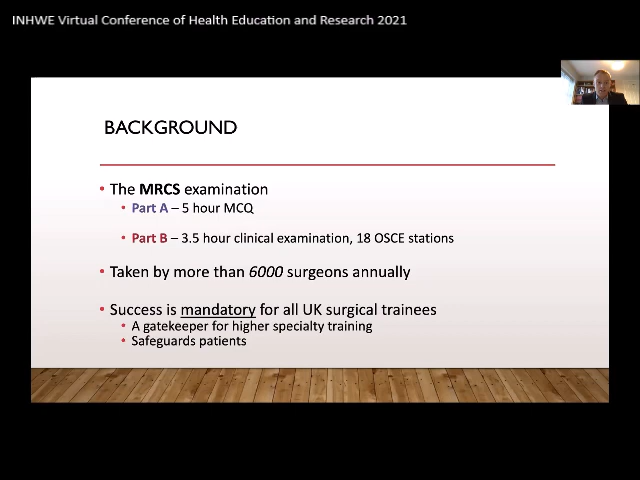 INHWE Virtual Conference of Health Education and Research 2021
BACKGROUND
• The MRCS examination
• Part A – 5 hour MCQ
• Part B – 3.5 hour clinical examination, 18 OSCE stations
• Taken by more than 6000 surgeons annually
• Success is mandatory for all UK surgical trainees
• A gatekeeper for higher specialty training
• Safeguards patients